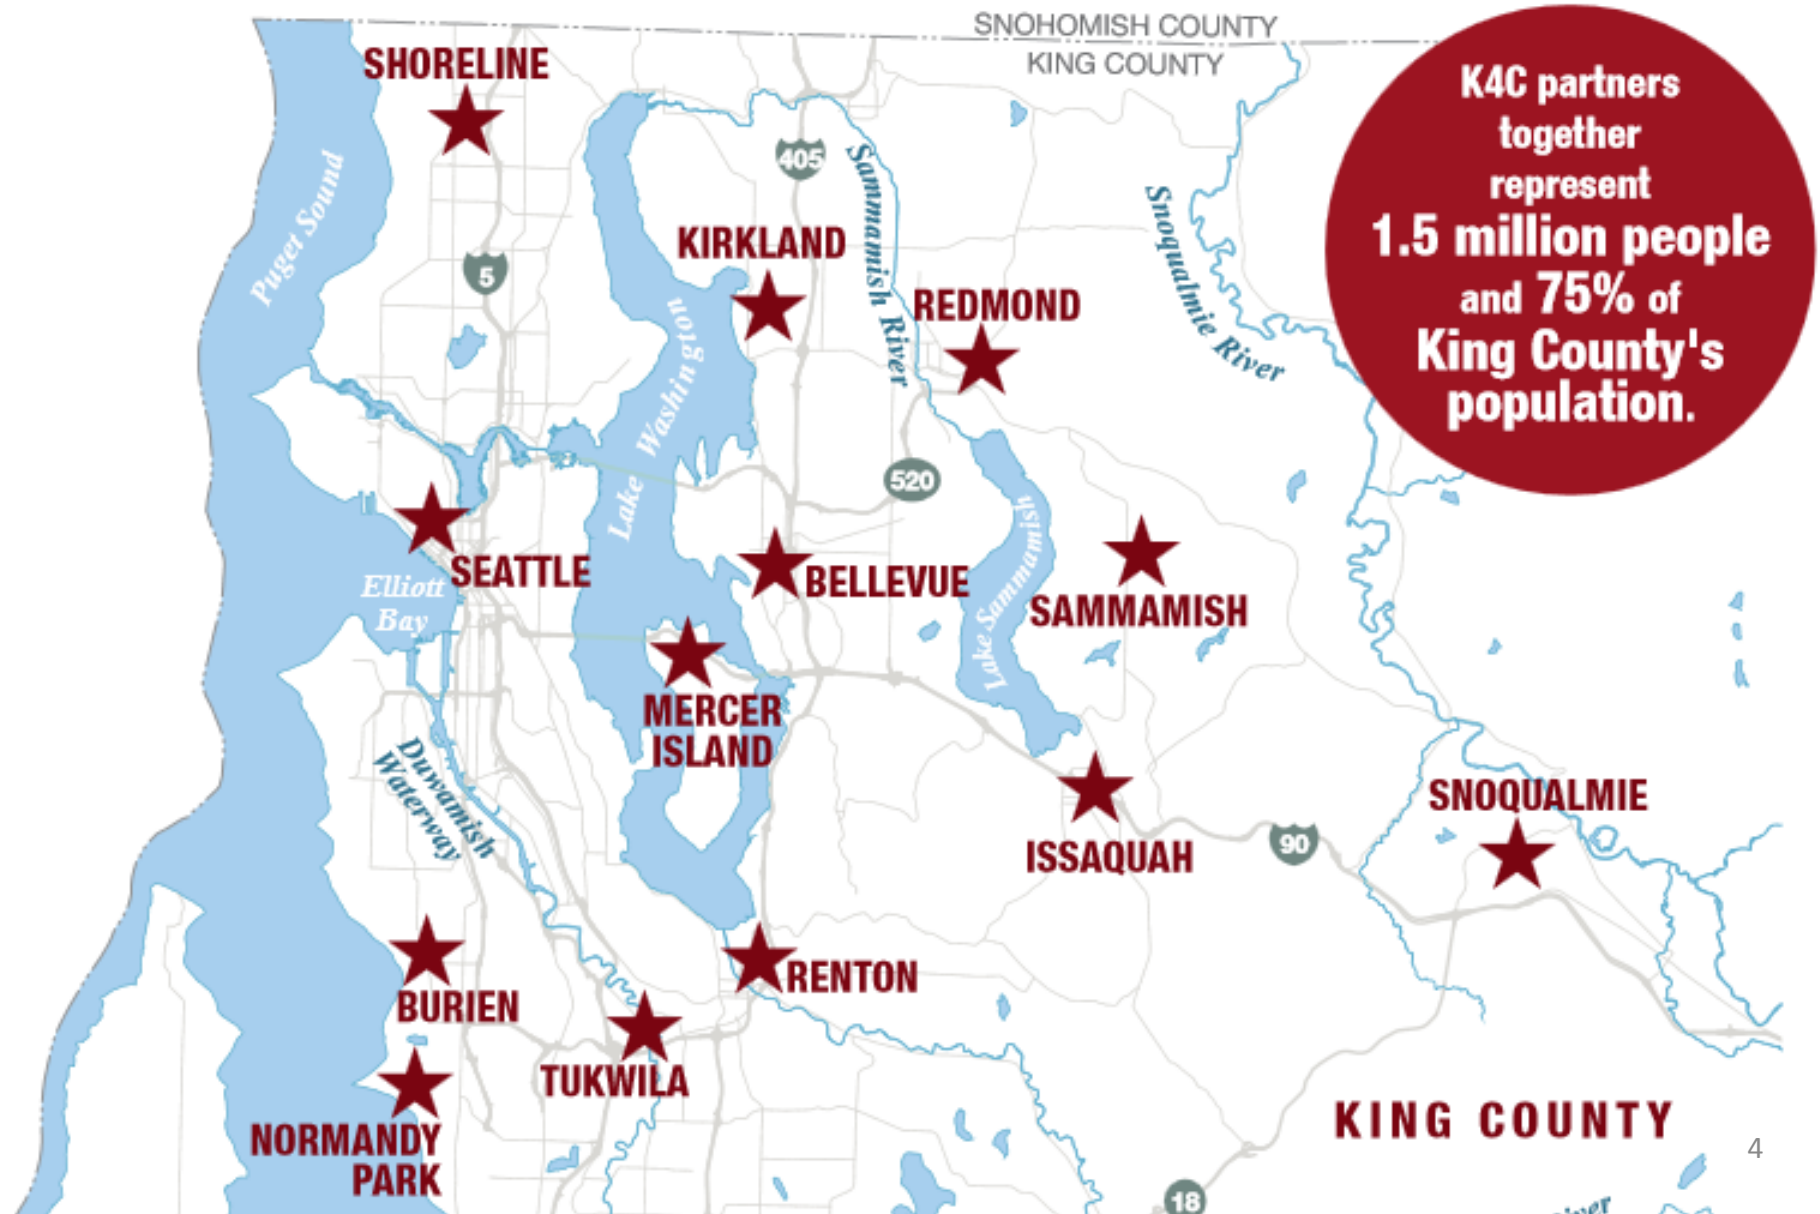 SNOHOMISH COUNTY
KING COUNTY
K4C partners
together
represent
1.5 million people
and 75% of
King County's
population.
SHORELINE
405
Puget Sound
Sammamish River
Snoqualmie River
KIRKLAND
5
REDMOND
Lake Washington
520
SEATTLE
Elliott
Bay
BELLEVUE
Lake Sammamish
SAMMAMISH
MERCER
ISLAND
Duwamish
Waterway
SNOQUALMIE
ISSAQUAH
90
RENTON
BURIEN
TUKWILA
KING COUNTY
NORMANDY
PARK
4
18